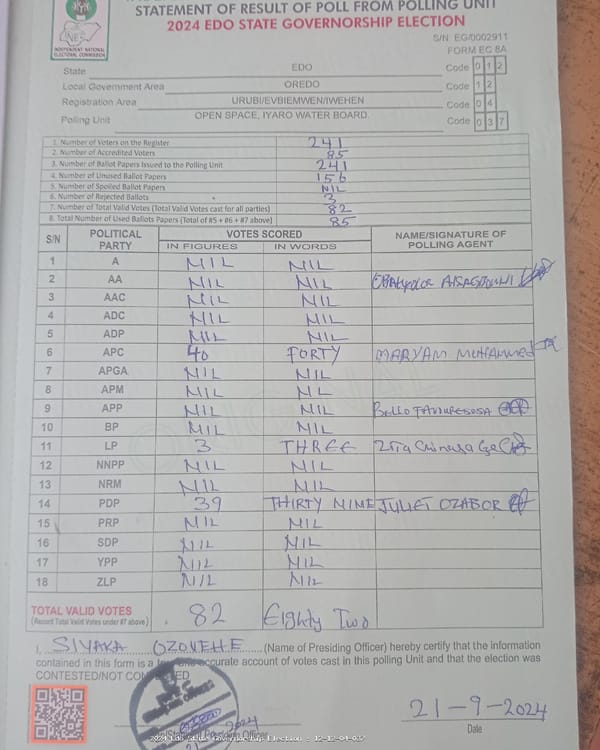 STATEMENT OF RESULT OF POLL FROM POLLING UNIT
2024 EDO STATE GOVERNORSHIP ELECTION
INEC
INDEPENDENT NATIONAL
ELECTORAL COMMISSION
S/N: EG/0002911
FORM EC 8A
State EDO Code 0 1 2
Local Government Area OREDO Code 1 2
Registration Area URUBI/EVBIEMWEN/IWEHEN Code 0 4
Polling Unit OPEN SPACE, IYARO WATER BOARD Code 0 3 7
1. Number of Voters on the Register 241
2. Number of Accredited Voters 85
3. Number of Ballot Papers Issued to the Polling Unit 241
4. Number of Unused Ballot Papers 156
5. Number of Spoiled Ballot Papers NIL
6. Number of Rejected Ballots 3
7. Number of Total Valid Votes (Total Valid Votes cast for all parties) 82
8. Total Number of Used Ballots Papers (Total of #5 + #6 + #7 above) 85
S/N POLITICAL PARTY VOTES SCORED NAME/SIGNATURE OF POLLING AGENT
IN FIGURES IN WORDS
1 A NIL NIL
2 AA NIL NIL
3 AAC NIL NIL
4 ADC NIL NIL
5 ADP NIL NIL
6 APC 40 FORTY MARYAM MUHAMMED
7 APGA NIL NIL
8 APM NIL NIL
9 APP NIL NIL BELLO
10 BP NIL NIL
11 LP 3 THREE
12 NNPP NIL NIL
13 NRM NIL NIL
14 PDP 39 THIRTY NINE JULIET OZABOR
15 PRP NIL NIL
16 SDP NIL NIL
17 YPP NIL NIL
18 ZLP NIL NIL
TOTAL VALID VOTES 82 Eighty Two
(Record Total Valid Votes under #7 above)
I, SIYAKA OZOVEHE (Name of Presiding Officer) hereby certify that the information
contained in this form is a accurate account of votes cast in this polling Unit and that the election was
CONTESTED/NOT CONTESTED
21-9-2024
Date
2024 Edo State Governorship Election : 12-12-04-037